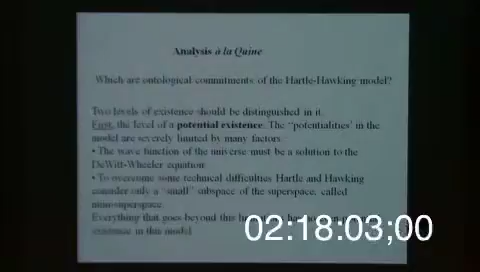 Analysis à la Quine
Which are ontological commitments of the Hartle-Hawking model?
Two levels of existence should be distinguished in it.
First, the level of a potential existence. The "potentialities' in the
model are severely limited by many factors.
• The wave function of the universe must be a solution to the
DeWitt-Wheeler equation
• To overcome some technical difficulties Hartle and Hawking
consider only a "small" subspace of the superspace, called
mini-superspace.
Everything that goes beyond this
existence in this model
02:18:03;00